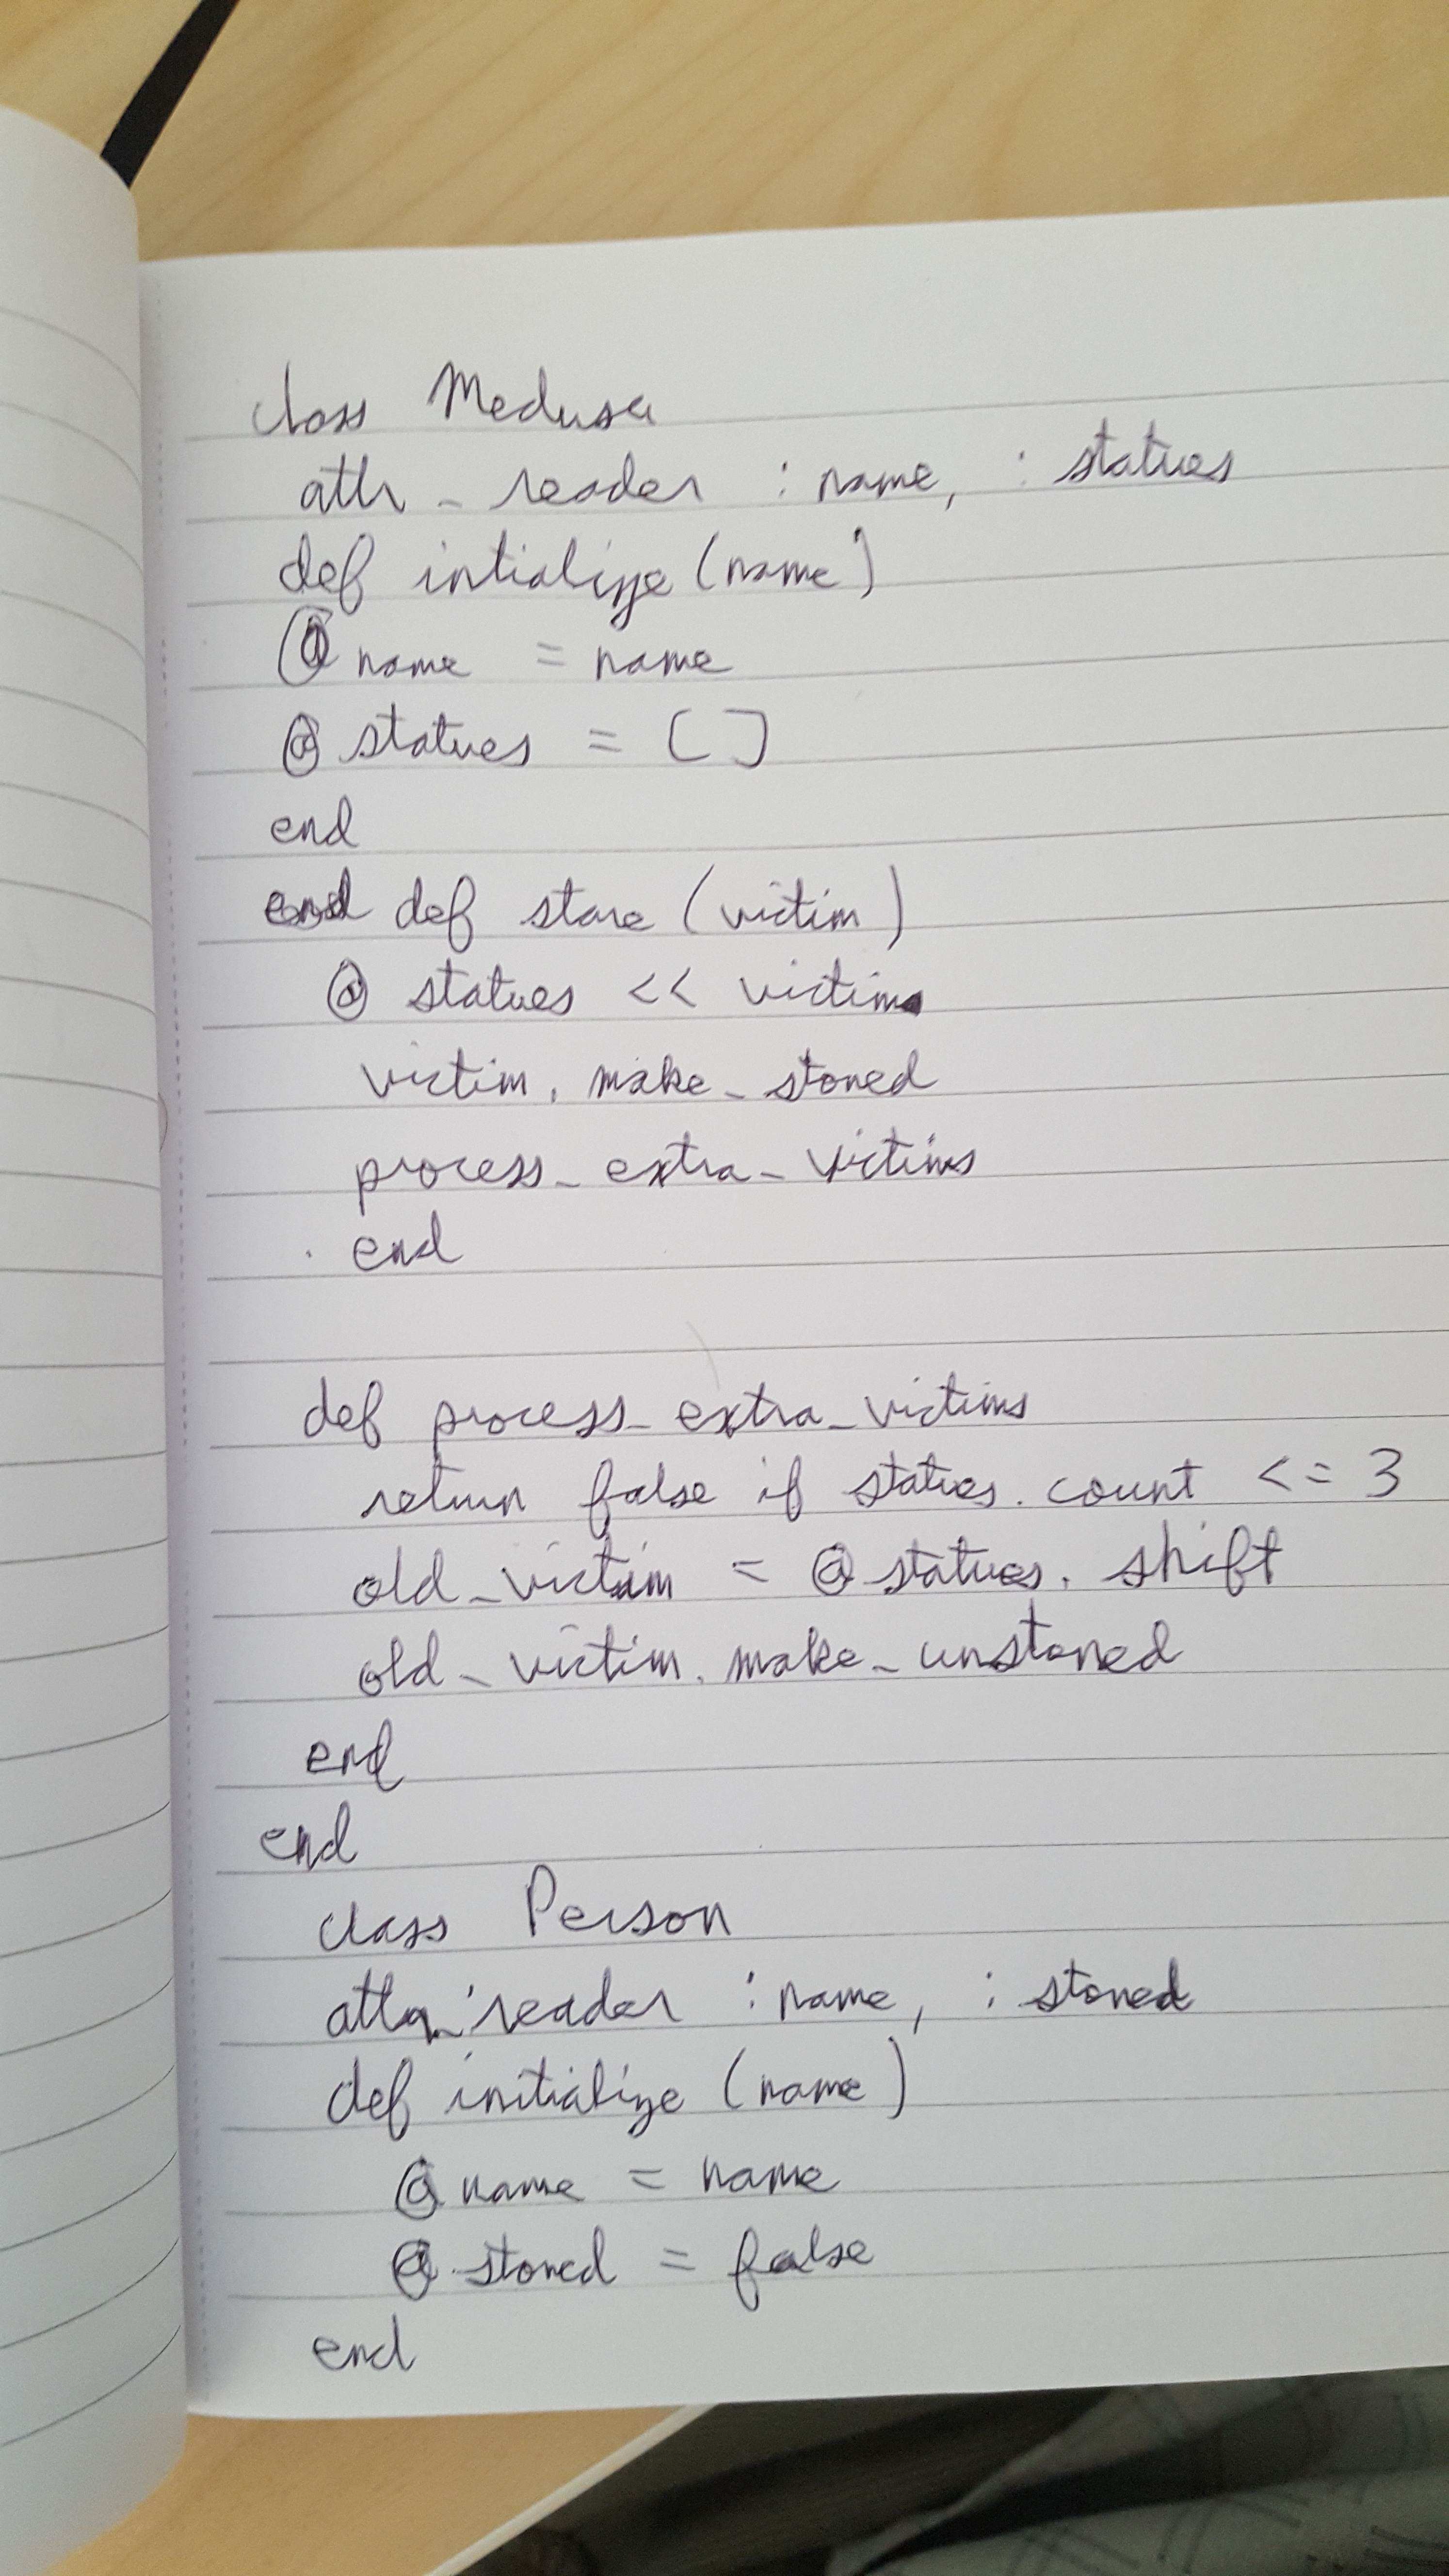 class Medusa
attr_reader :name, :statues
def intialize(name)
@name = name
@statues = []
end
end def stare (victim)
@statues << victim
victim.make_stoned
process_extra_victims
end
def process_extra_victims
return false if statues.count <= 3
old_victim = @statues.shift
old_victim.make_unstoned
end
end
class Person
attr_reader :name, :stoned
def initialize (name)
@name = name
@stoned = false
end